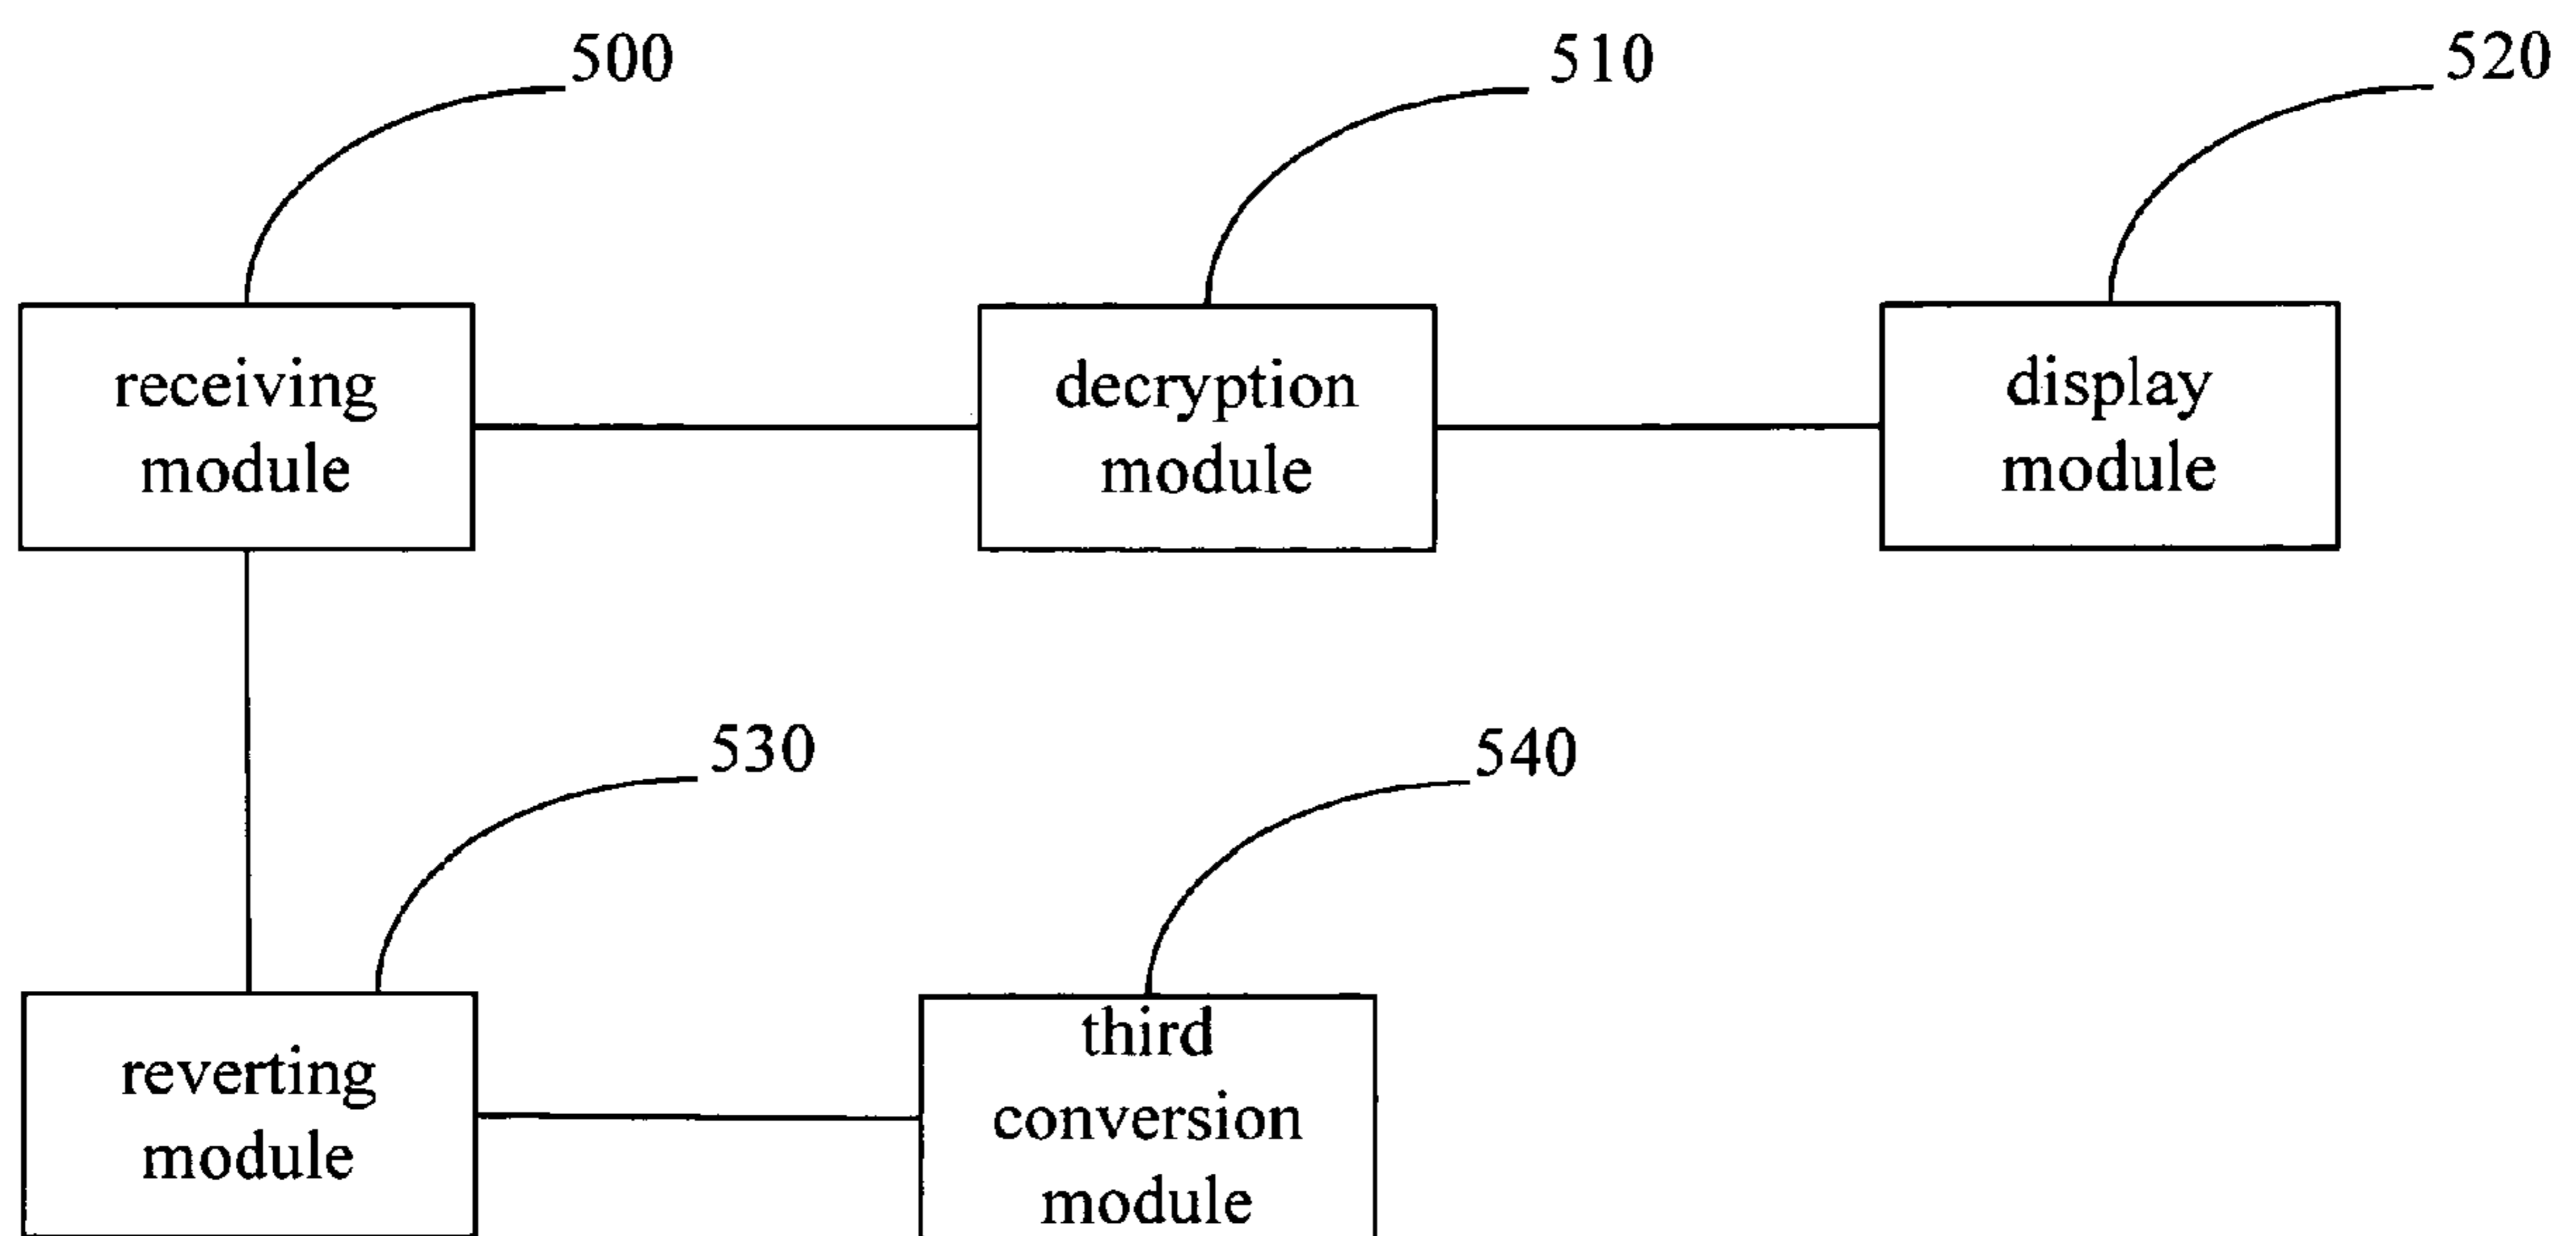 500
510
520
receiving
module
decryption
module
display
module
530
540
reverting
module
third
conversion
module